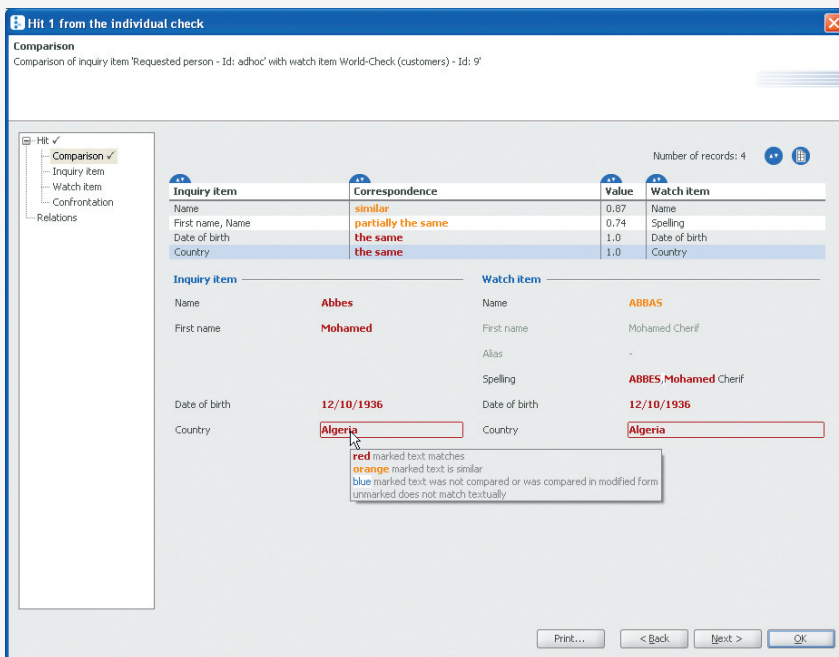 Hit 1 from the individual check
Comparison
Comparison of inquiry item 'Requested person - Id: adhoc' with watch item World-Check (customers) - Id: 9'
Hit ✓
Comparison ✓
Inquiry item
Watch item
Confrontation
Relations
Number of records: 4
Inquiry item Correspondence Value Watch item
Name similar 0.87 Name
First name, Name partially the same 0.74 Spelling
Date of birth the same 1.0 Date of birth
Country the same 1.0 Country
Inquiry item Watch item
Name Abbes Name ABBAS
First name Mohamed First name Mohamed Cherif
Alias -
Spelling ABBES,Mohamed Cherif
Date of birth 12/10/1936 Date of birth 12/10/1936
Country Algeria Country Algeria
red marked text matches
orange marked text is similar
blue marked text was not compared or was compared in modified form
unmarked does not match textually
Print... < Back Next > OK